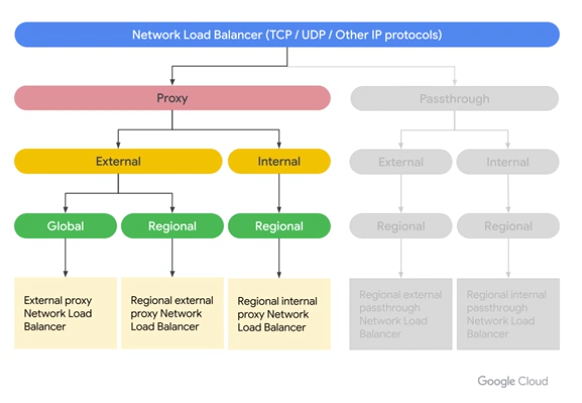 Network Load Balancer (TCP / UDP / Other IP protocols)
Proxy
Passthrough
External
Internal
External
Internal
Global
Regional
Regional
Regional
Regional
External proxy
Network Load
Balancer
Regional external
proxy Network
Load Balancer
Regional internal
proxy Network
Load Balancer
Regional external
passthrough
Network Load
Balancer
Regional internal
passthrough
Network Load
Balancer
Google Cloud